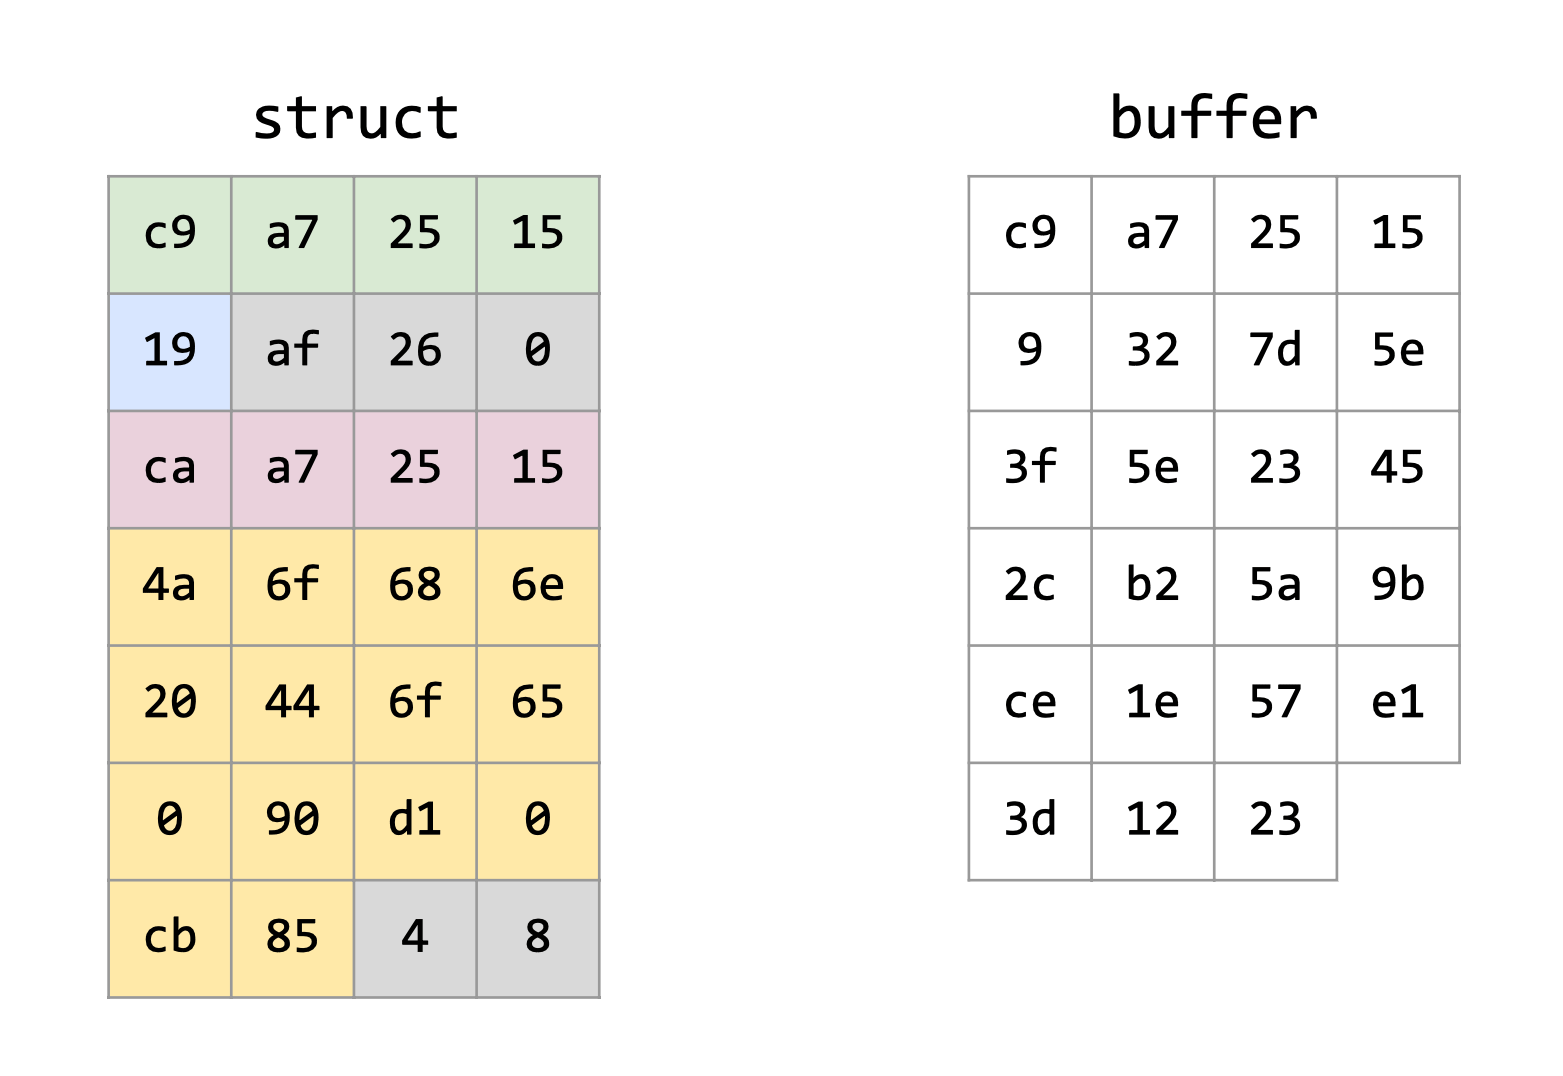 struct buffer
c9 a7 25 15 c9 a7 25 15
19 af 26 0 9 32 7d 5e
ca a7 25 15 3f 5e 23 45
4a 6f 68 6e 2c b2 5a 9b
20 44 6f 65 ce 1e 57 e1
0 90 d1 0 3d 12 23
cb 85 4 8